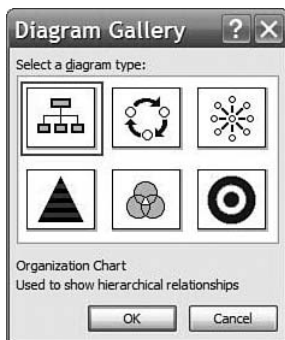 Diagram Gallery
Select a diagram type:
Organization Chart
Used to show hierarchical relationships
OK Cancel